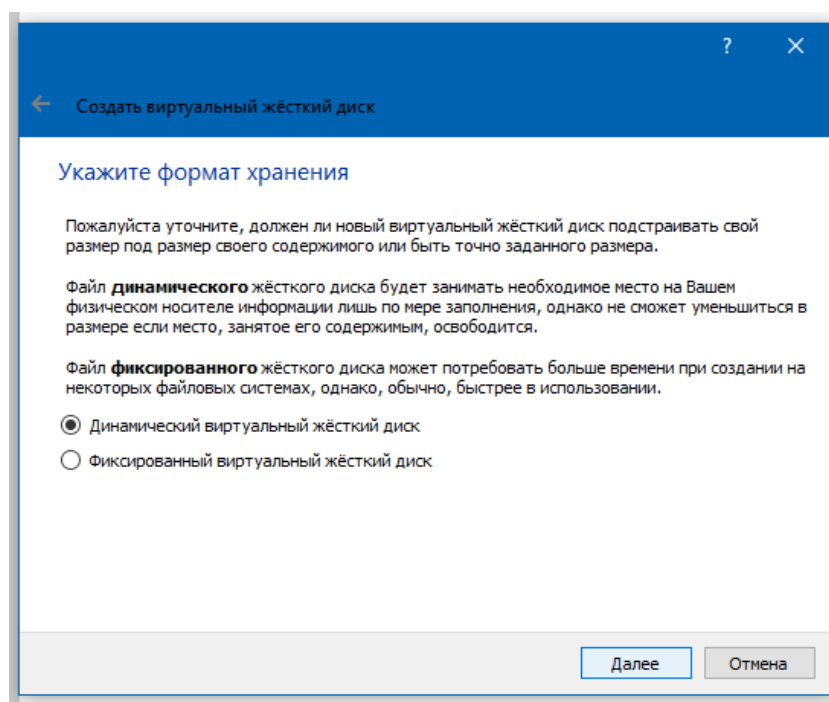 ?
Создать виртуальный жёсткий диск
Укажите формат хранения
Пожалуйста уточните, должен ли новый виртуальный жёсткий диск подстраивать свой
размер под размер своего содержимого или быть точно заданного размера.
Файл динамического жёсткого диска будет занимать необходимое место на Вашем
физическом носителе информации лишь по мере заполнения, однако не сможет уменьшиться в
размере если место, занятое его содержимым, освободится.
Файл фиксированного жёсткого диска может потребовать больше времени при создании на
некоторых файловых системах, однако, обычно, быстрее в использовании.
Динамический виртуальный жёсткий диск
Фиксированный виртуальный жёсткий диск
Далее Отмена